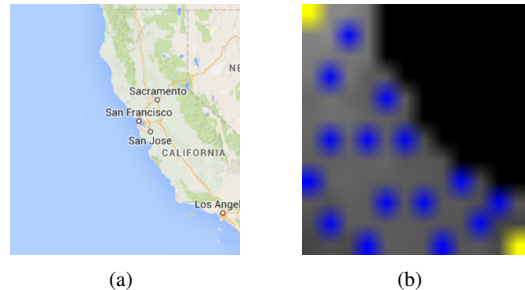 NE
Sacramento
San Francisco
San Jose
CALIFORNIA
Los Angel
(a)
(b)